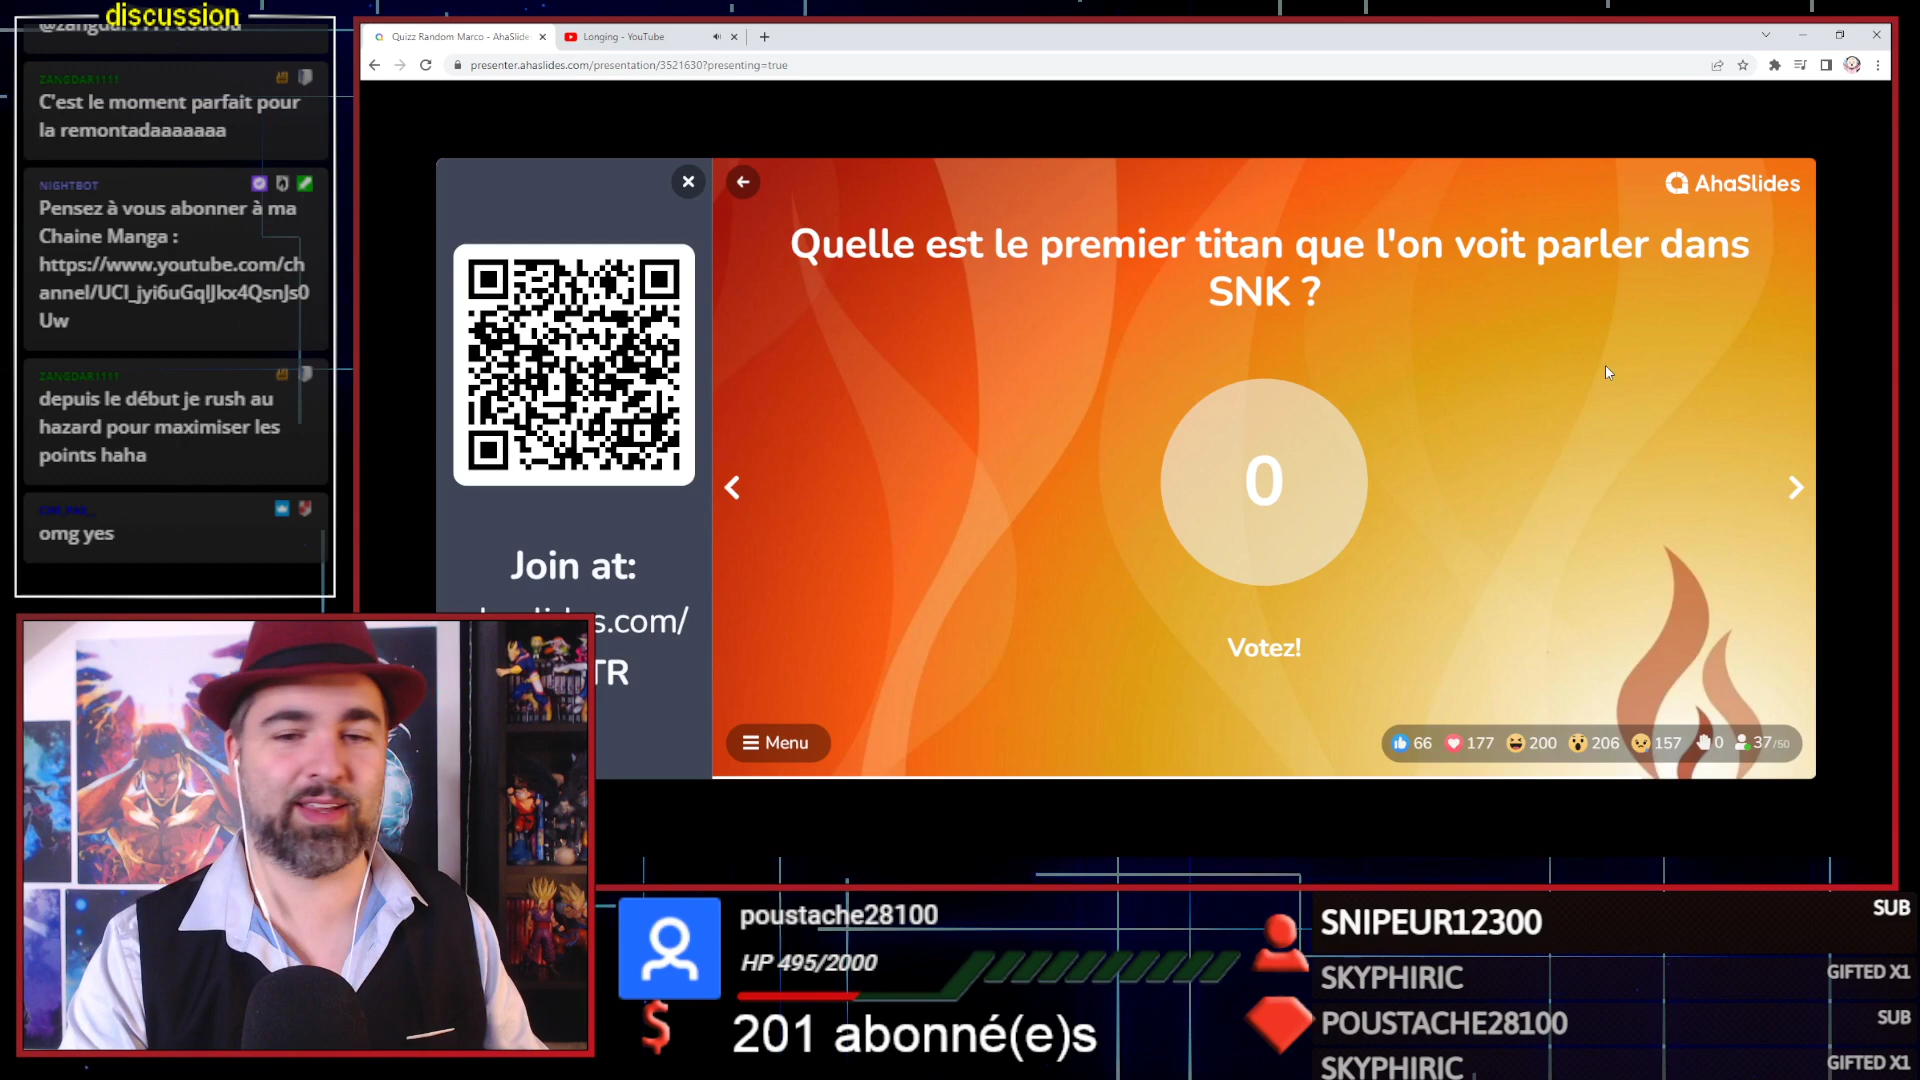 discussion
ZANGDAR1111
C'est le moment parfait pour
la remontadaaaaaaa
NIGHTBOT
Pensez à vous abonner à ma
Chaine Manga :
https://www.youtube.com/ch
Uw
ZANGDAR1111
depuis le début je rush au
hazard pour maximiser les
points haha
omg yes
Quizz Random Marco - AhaSlide
Longing - YouTube
presenter.ahaslides.com/presentation/3521630?presenting=true
AhaSlides
Quelle est le premier titan que l'on voit parler dans
SNK ?
0
Votez!
Join at:
s.com/
TR
Menu
66 177 200 206 157 0 37/50
poustache28100
HP 495/2000
201 abonné(e)s
SNIPEUR12300 SUB
SKYPHIRIC GIFTED X1
POUSTACHE28100 SUB
SKYPHIRIC GIFTED X1